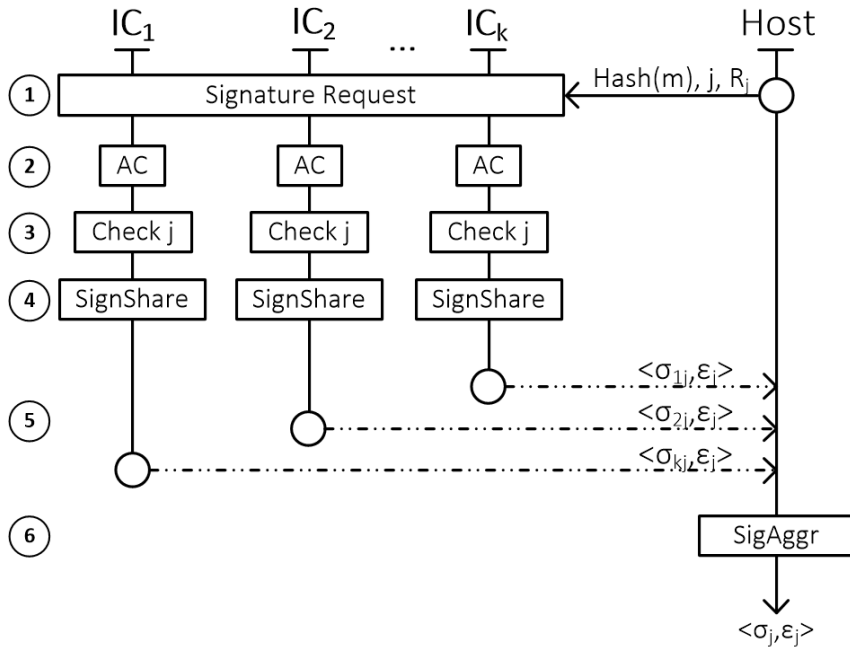 IC₁ IC₂ ... ICₖ Host
Hash(m), j, Rⱼ
1 Signature Request
2 AC AC AC
3 Check j Check j Check j
4 SignShare SignShare SignShare
<σ₁ⱼ,εⱼ>
5 <σ₂ⱼ,εⱼ>
<σₖⱼ,εⱼ>
6 SigAggr
<σⱼ,εⱼ>